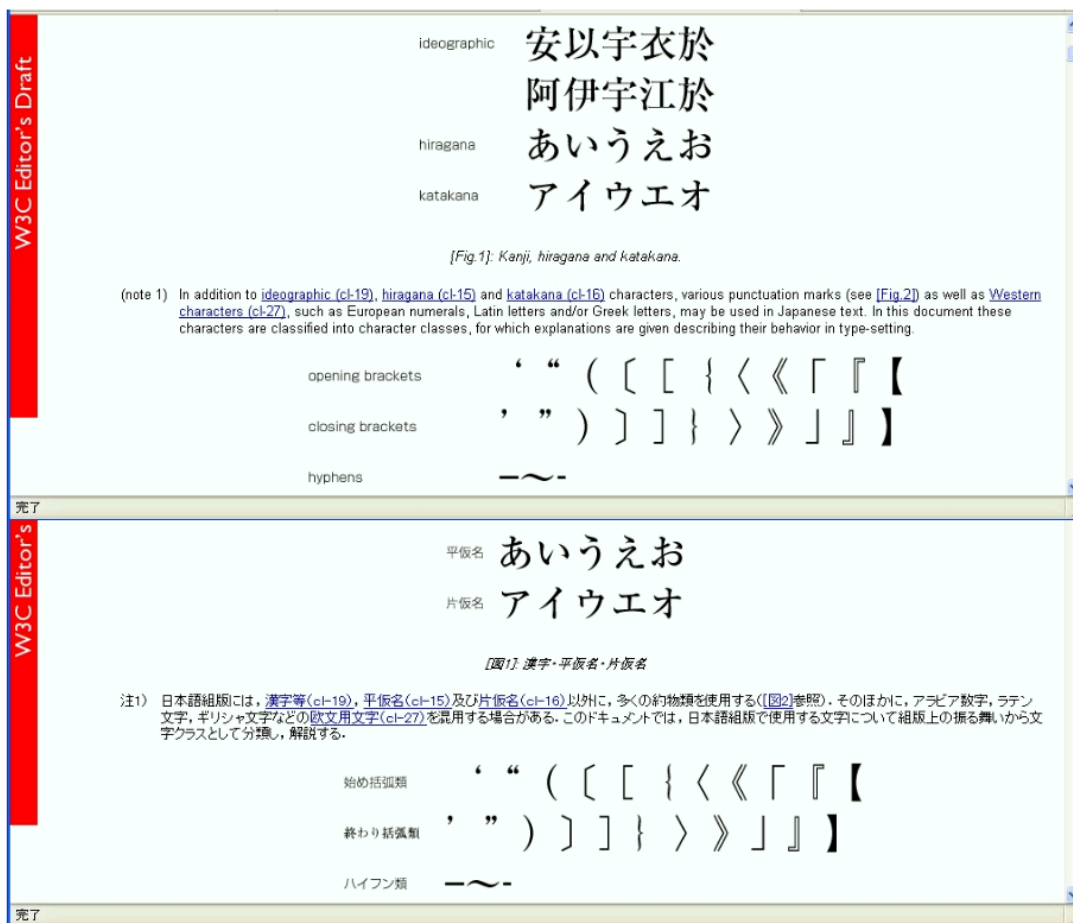 W3C Editor's Draft
ideographic 安以宇衣於
阿伊宇江於
hiragana あいうえお
katakana アイウエオ
[Fig.1]: Kanji, hiragana and katakana.
(note 1) In addition to ideographic (cl-19), hiragana (cl-15) and katakana (cl-16) characters, various punctuation marks (see [Fig.2]) as well as Western
characters (cl-27), such as European numerals, Latin letters and/or Greek letters, may be used in Japanese text. In this document these
characters are classified into character classes, for which explanations are given describing their behavior in type-setting.
opening brackets ‘ “ ( 〔 [ { 〈 《 「 『 【
closing brackets ’ ” ) 〕 ] } 〉 》 」 』 】
hyphens ‐〜-
完了
W3C Editor's
平仮名 あいうえお
片仮名 アイウエオ
[図1]: 漢字・平仮名・片仮名
注1) 日本語組版には，漢字等(cl-19)，平仮名(cl-15)及び片仮名(cl-16)以外に，多くの約物類を使用する([図2]参照)．そのほかに，アラビア数字，ラテン
文字，ギリシャ文字などの欧文用文字(cl-27)を混用する場合がある．このドキュメントでは，日本語組版で使用する文字について組版上の振る舞いから文
字クラスとして分類し，解説する．
始め括弧類 ‘ “ ( 〔 [ { 〈 《 「 『 【
終わり括弧類 ’ ” ) 〕 ] } 〉 》 」 』 】
ハイフン類 ‐〜-
完了